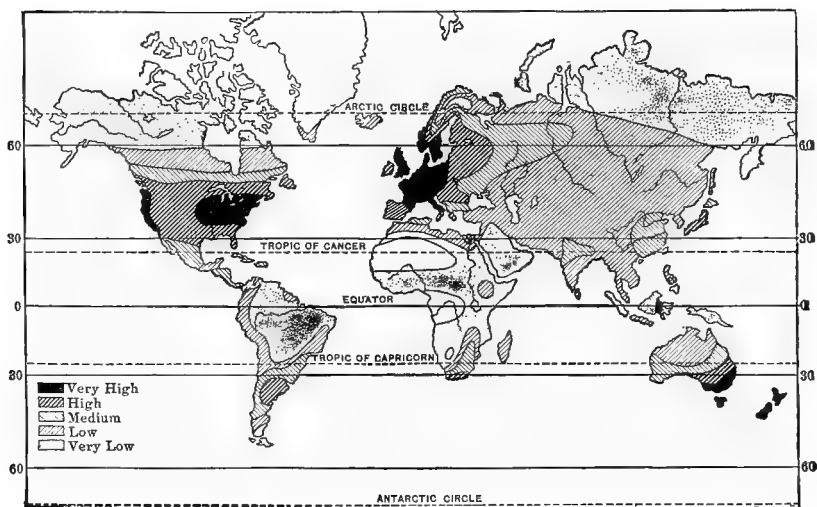 ARCTIC CIRCLE
60 60
30 TROPIC OF CANCER 30
0 EQUATOR 0
TROPIC OF CAPRICORN
30 30
Very High
High
Medium
Low
Very Low
60 60
ANTARCTIC CIRCLE